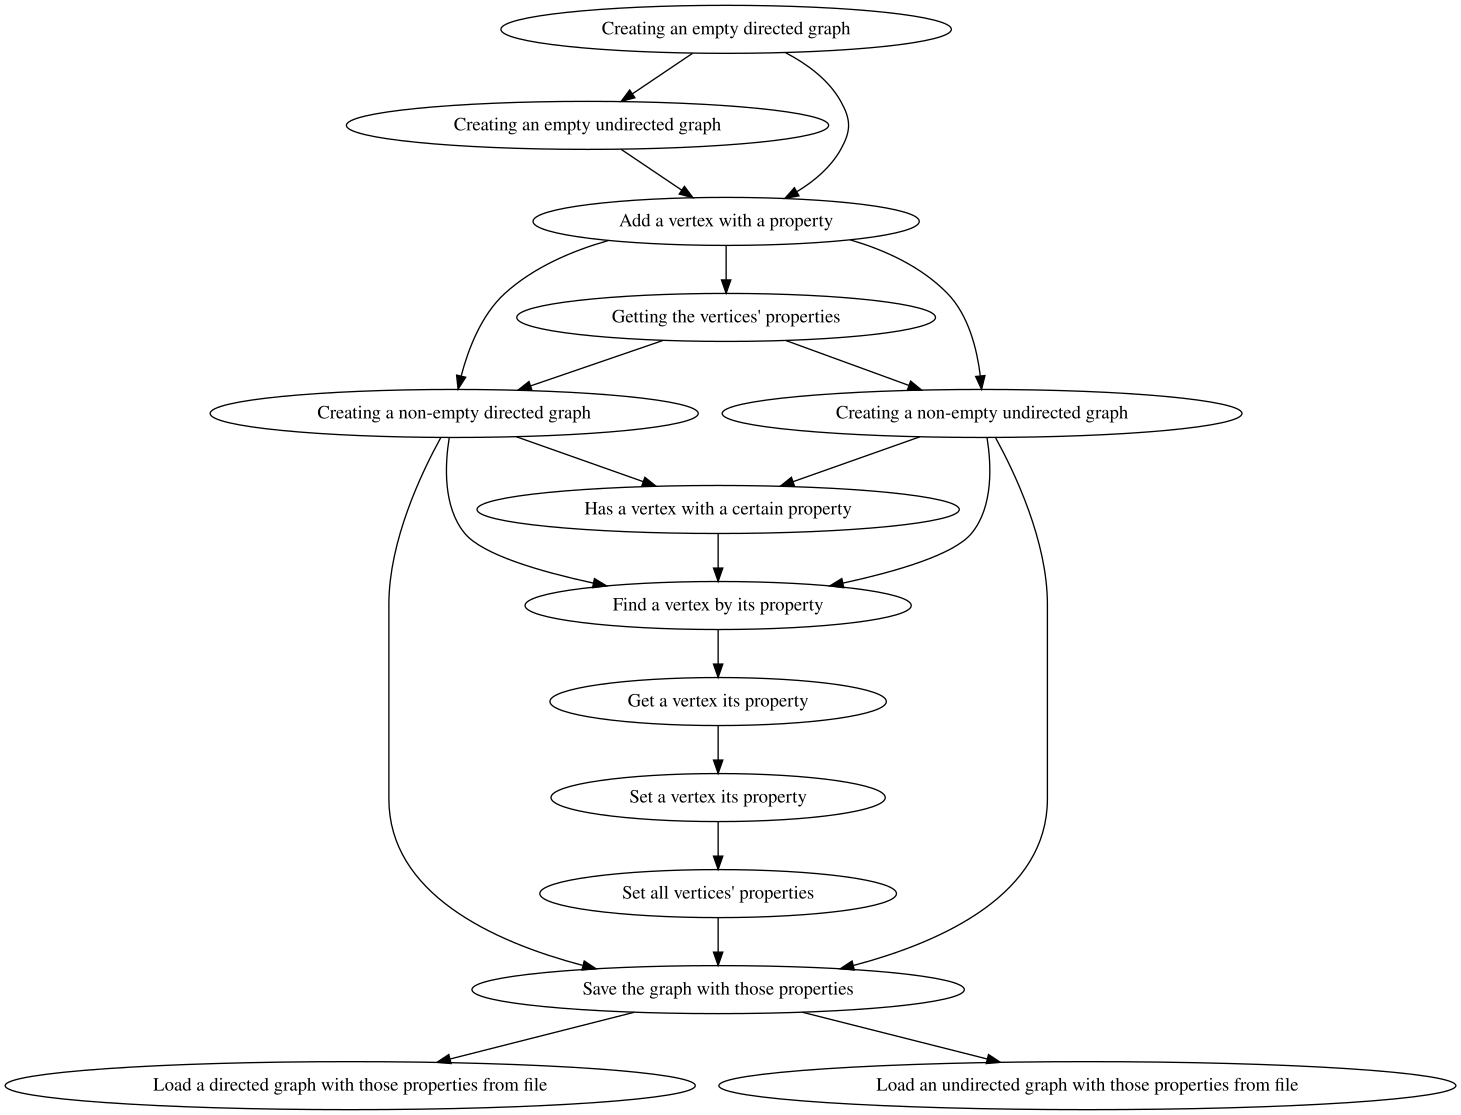 Creating an empty directed graph
Creating an empty undirected graph
Add a vertex with a property
Getting the vertices' properties
Creating a non-empty directed graph
Creating a non-empty undirected graph
Has a vertex with a certain property
Find a vertex by its property
Get a vertex its property
Set a vertex its property
Set all vertices' properties
Save the graph with those properties
Load a directed graph with those properties from file
Load an undirected graph with those properties from file